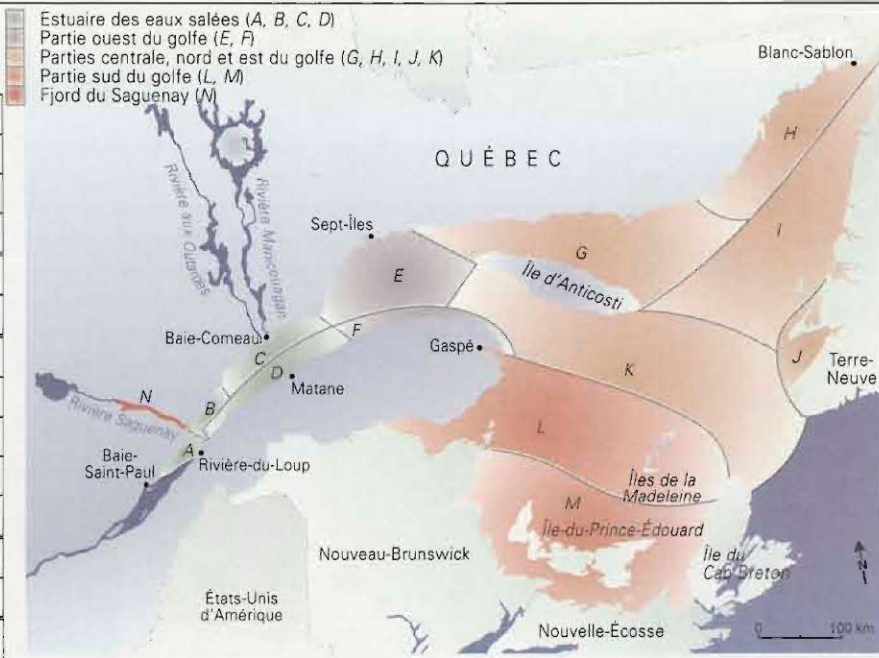 Estuaire des eaux salées (A, B, C, D)
Partie ouest du golfe (E, F)
Parties centrale, nord et est du golfe (G, H, I, J, K)
Partie sud du golfe (L, M)
Fjord du Saguenay (N)
Blanc-Sablon
QUÉBEC
H
Rivière aux Outardes
Rivière Manicouagan
Sept-Îles
G
I
E
Île d'Anticosti
Baie-Comeau
F
Gaspé
C
K
J
D
Matane
Terre-
Neuve
N
B
Rivière Saguenay
L
A
Rivière-du-Loup
Baie-
Saint-Paul
Îles de la
Madeleine
M
Île-du-Prince-Édouard
Nouveau-Brunswick
Île du
Cap Breton
N
États-Unis
d'Amérique
Nouvelle-Écosse
0 100 km